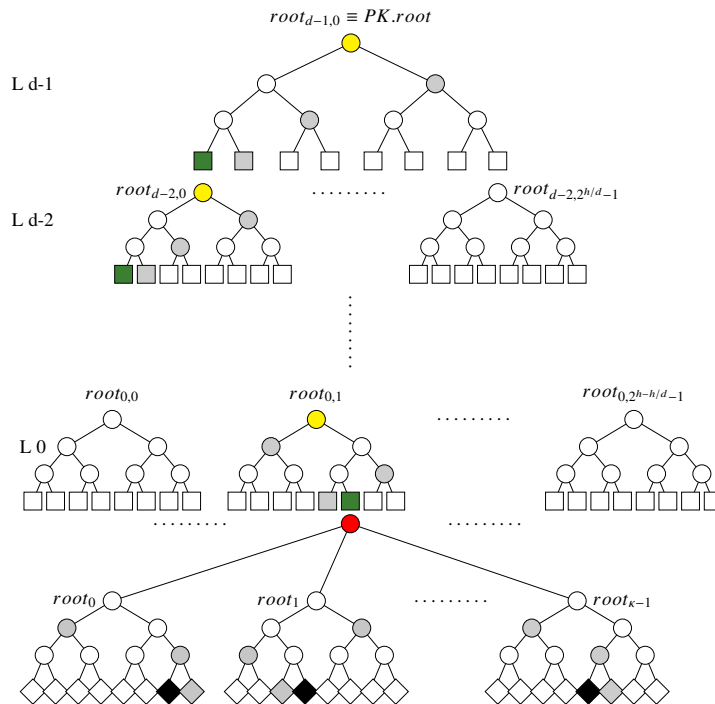 root_{d−1,0} ≡ PK.root
L d-1
root_{d−2,0}
root_{d−2,2^{h/d}−1}
L d-2
root_{0,0}
root_{0,1}
root_{0,2^{h−h/d}−1}
L 0
root_0
root_1
root_{κ−1}